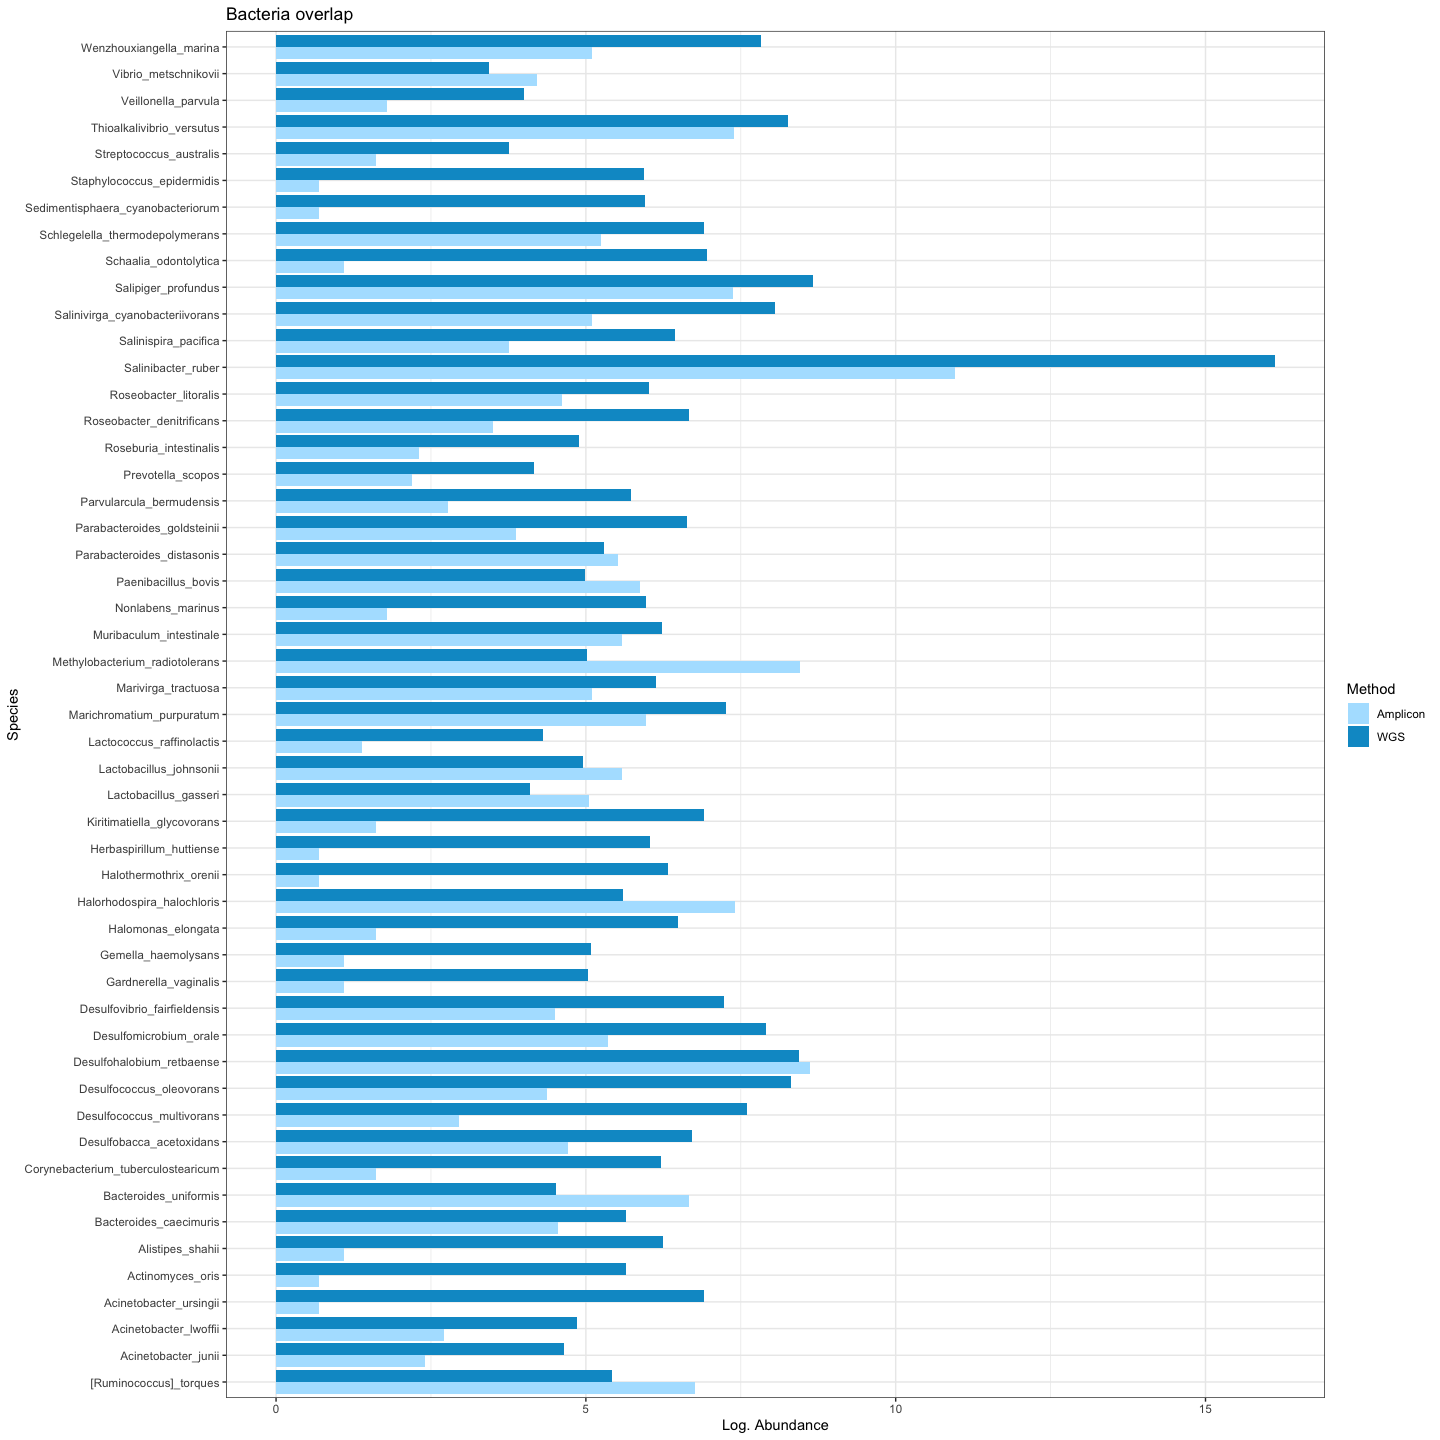 Bacteria overlap
Wenzhouxiangella_marina
Vibrio_metschnikovii
Veillonella_parvula
Thioalkalivibrio_versutus
Streptococcus_australis
Staphylococcus_epidermidis
Sedimentisphaera_cyanobacteriorum
Schlegelella_thermodepolymerans
Schaalia_odontolytica
Salipiger_profundus
Salinivirga_cyanobacteriivorans
Salinispira_pacifica
Salinibacter_ruber
Roseobacter_litoralis
Roseobacter_denitrificans
Roseburia_intestinalis
Prevotella_scopos
Parvularcula_bermudensis
Parabacteroides_goldsteinii
Parabacteroides_distasonis
Paenibacillus_bovis
Nonlabens_marinus
Muribaculum_intestinale
Methylobacterium_radiotolerans
Marivirga_tractuosa
Marichromatium_purpuratum
Lactococcus_raffinolactis
Lactobacillus_johnsonii
Lactobacillus_gasseri
Kiritimatiella_glycovorans
Herbaspirillum_huttiense
Halothermothrix_orenii
Halorhodospira_halochloris
Halomonas_elongata
Gemella_haemolysans
Gardnerella_vaginalis
Desulfovibrio_fairfieldensis
Desulfomicrobium_orale
Desulfohalobium_retbaense
Desulfococcus_oleovorans
Desulfococcus_multivorans
Desulfobacca_acetoxidans
Corynebacterium_tuberculostearicum
Bacteroides_uniformis
Bacteroides_caecimuris
Alistipes_shahii
Actinomyces_oris
Acinetobacter_ursingii
Acinetobacter_lwoffii
Acinetobacter_junii
[Ruminococcus]_torques
Species
0 5 10 15
Log. Abundance
Method
Amplicon
WGS